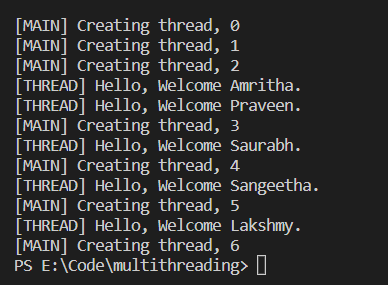 [MAIN] Creating thread, 0
[MAIN] Creating thread, 1
[MAIN] Creating thread, 2
[THREAD] Hello, Welcome Amritha.
[THREAD] Hello, Welcome Praveen.
[MAIN] Creating thread, 3
[THREAD] Hello, Welcome Saurabh.
[MAIN] Creating thread, 4
[THREAD] Hello, Welcome Sangeetha.
[MAIN] Creating thread, 5
[THREAD] Hello, Welcome Lakshmy.
[MAIN] Creating thread, 6
PS E:\Code\multithreading>